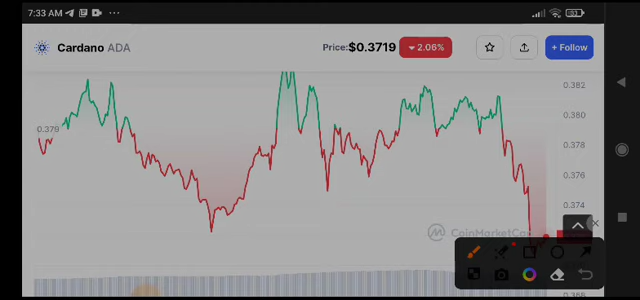 7:33 AM
Cardano ADA Price:$0.3719 ▾ 2.06% + Follow
0.382
0.380
0.379
0.378
0.376
0.374
CoinMarketCap